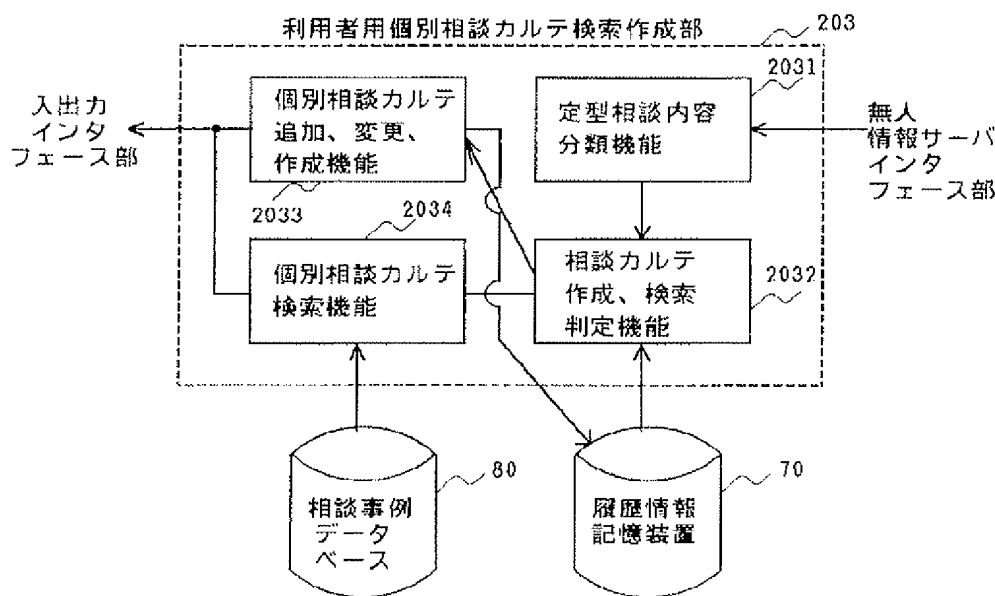 利用者用個別相談カルテ検索作成部
203
2031
入出力
インタ
フェース部
個別相談カルテ
追加、変更、
作成機能
定型相談内容
分類機能
無人
情報サーバ
インタ
フェース部
2033
2034
個別相談カルテ
検索機能
相談カルテ
作成、検索
判定機能
2032
80
相談事例
データ
ベース
70
履歴情報
記憶装置